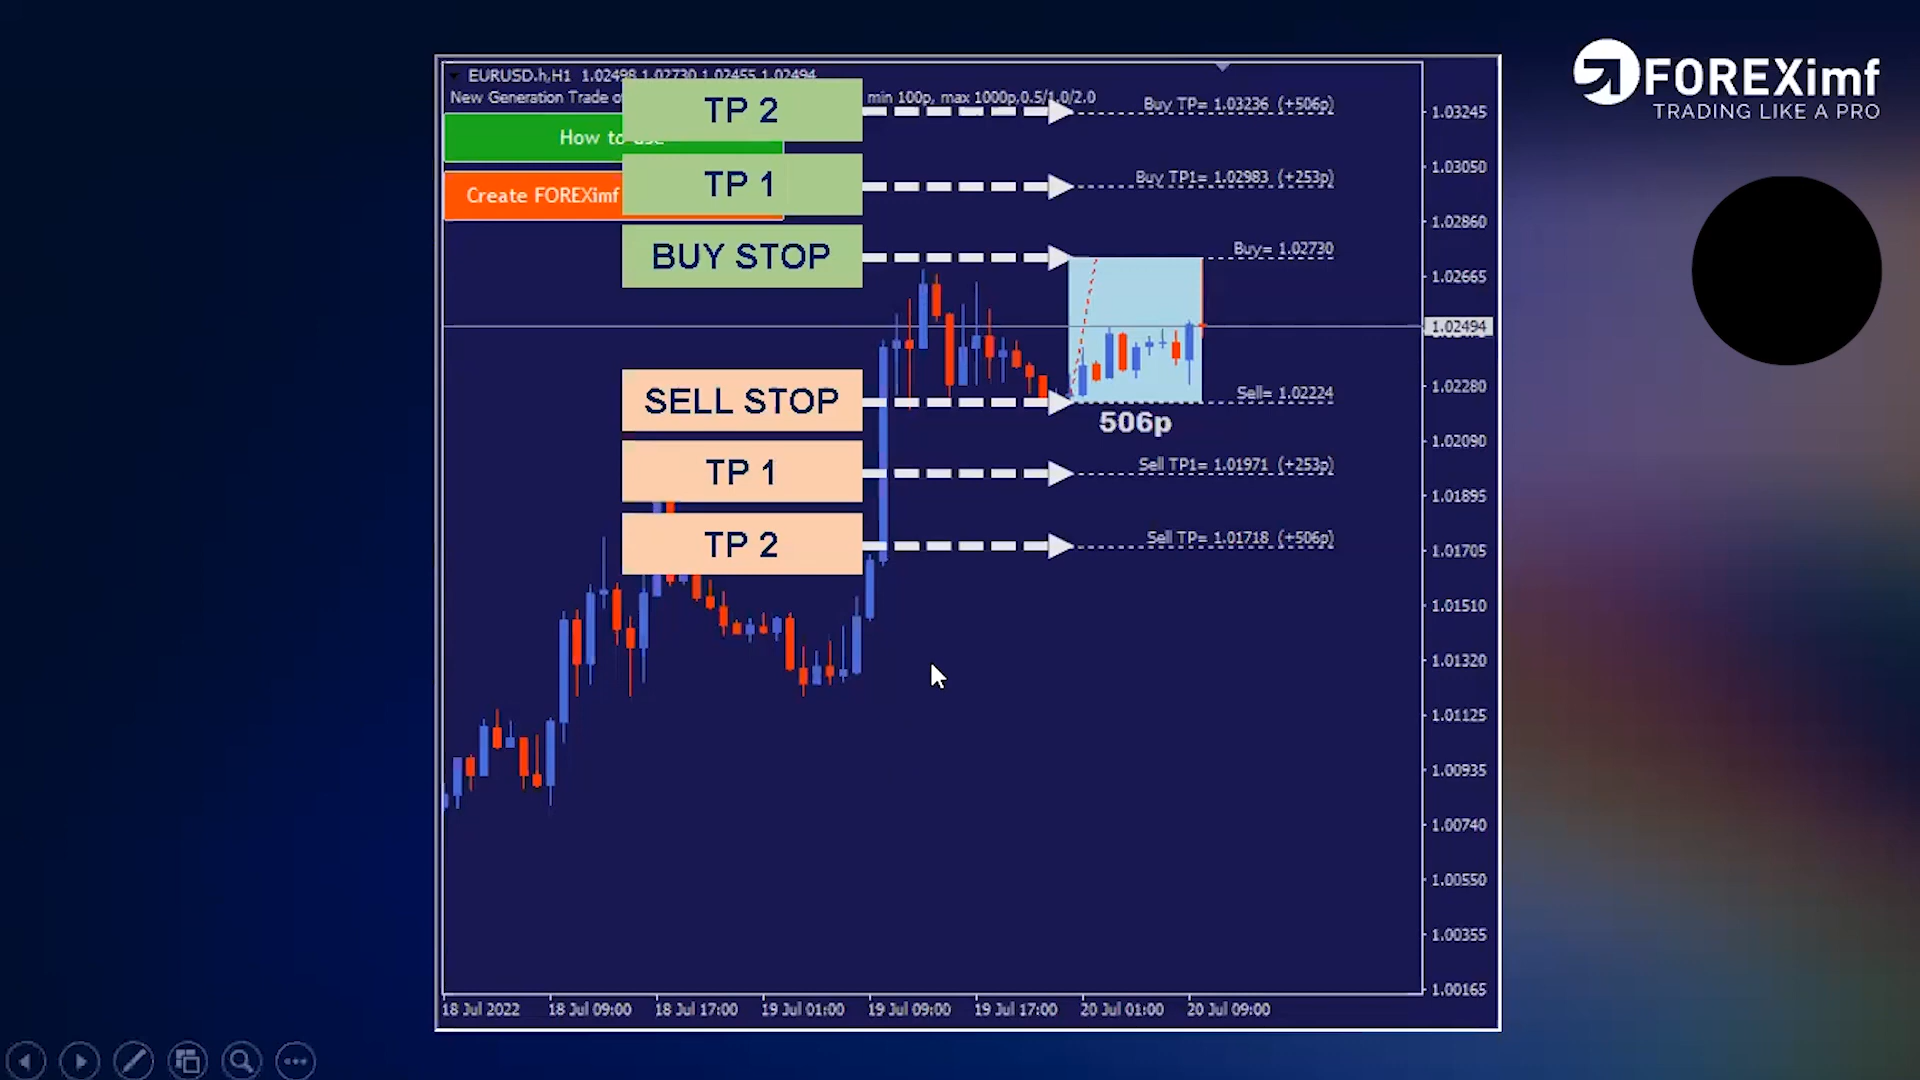 EURUSD.h,H1 1.02498 1.02730 1.02455 1.02494
New Generation Trade min 100p, max 1000p,0.5/1.0/2.0
How to use
Create FOREXimf
TP 2
TP 1
BUY STOP
SELL STOP
TP 1
TP 2
Buy TP= 1.03236 (+506p)
Buy TP1= 1.02983 (+253p)
Buy= 1.02730
Sell= 1.02224
506p
Sell TP1= 1.01971 (+253p)
Sell TP= 1.01718 (+506p)
1.03245
1.03050
1.02860
1.02665
1.02494
1.02280
1.02090
1.01895
1.01705
1.01510
1.01320
1.01125
1.00935
1.00740
1.00550
1.00355
1.00165
18 Jul 2022
18 Jul 09:00
18 Jul 17:00
19 Jul 01:00
19 Jul 09:00
19 Jul 17:00
20 Jul 01:00
20 Jul 09:00
FOREXimf
TRADING LIKE A PRO